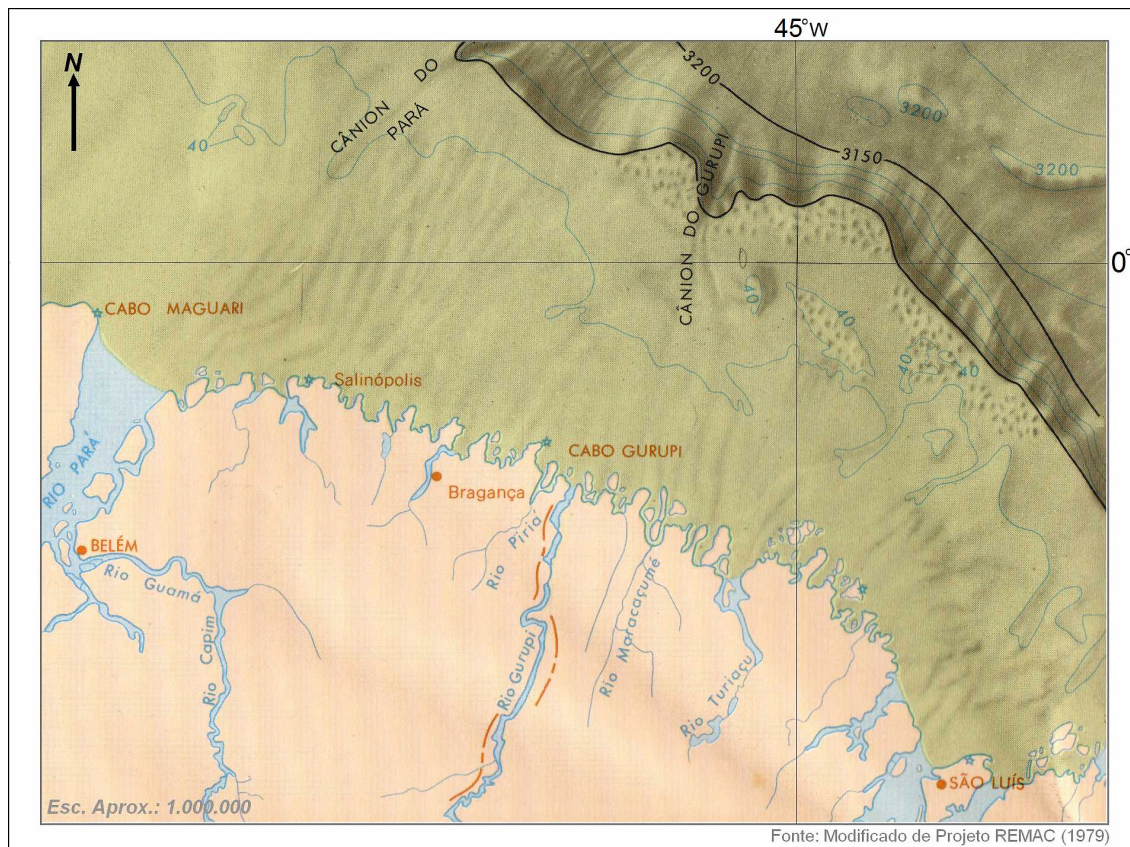 45°W
N
CÂNION DO
PARÁ
3200
3200
40
3150
3200
CÂNION DO GURUPI
0°
40
CABO MAGUARI
40
40
40
Salinópolis
CABO GURUPI
RIO PARÁ
Bragança
Rio Piriá
BELÉM
Rio Guamá
Rio Capim
Rio Gurupi
Rio Maracaçumé
Rio Turiaçu
SÃO LUÍS
Esc. Aprox.: 1.000.000
Fonte: Modificado de Projeto REMAC (1979)